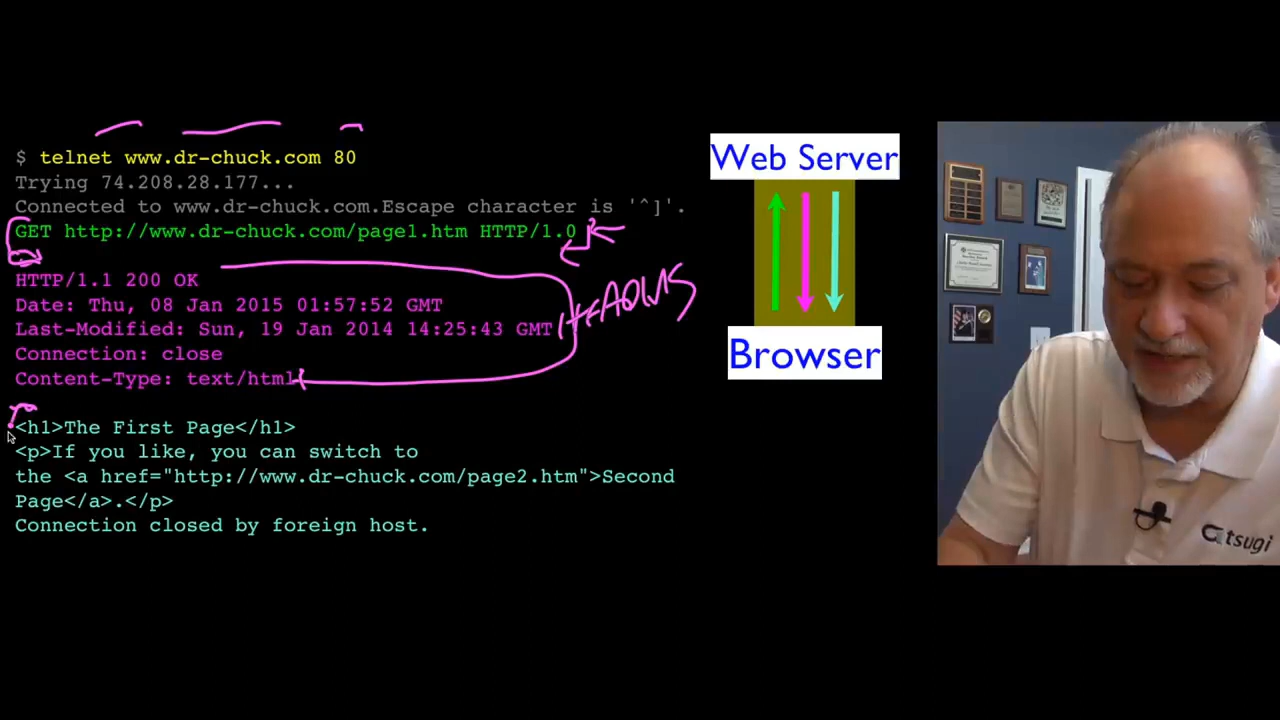 $ telnet www.dr-chuck.com 80
Trying 74.208.28.177...
Connected to www.dr-chuck.com.Escape character is '^]'.
GET http://www.dr-chuck.com/page1.htm HTTP/1.0
HTTP/1.1 200 OK
Date: Thu, 08 Jan 2015 01:57:52 GMT
Last-Modified: Sun, 19 Jan 2014 14:25:43 GMT
Connection: close
Content-Type: text/html
<h1>The First Page</h1>
<p>If you like, you can switch to
the <a href="http://www.dr-chuck.com/page2.htm">Second
Page</a>.</p>
Connection closed by foreign host.
Web Server
Browser
tsugi